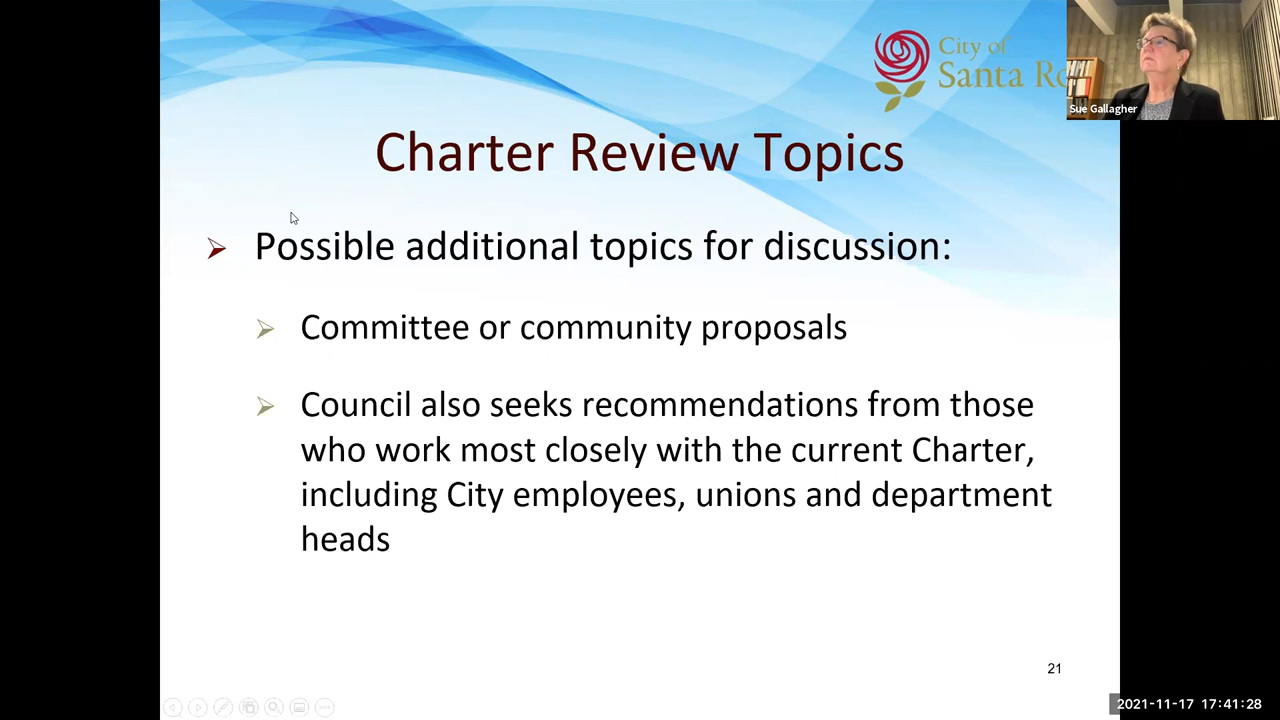 City of
Santa Ro
Sue Gallagher
Charter Review Topics
Possible additional topics for discussion:
Committee or community proposals
Council also seeks recommendations from those
who work most closely with the current Charter,
including City employees, unions and department
heads
21
2021-11-17 17:41:28